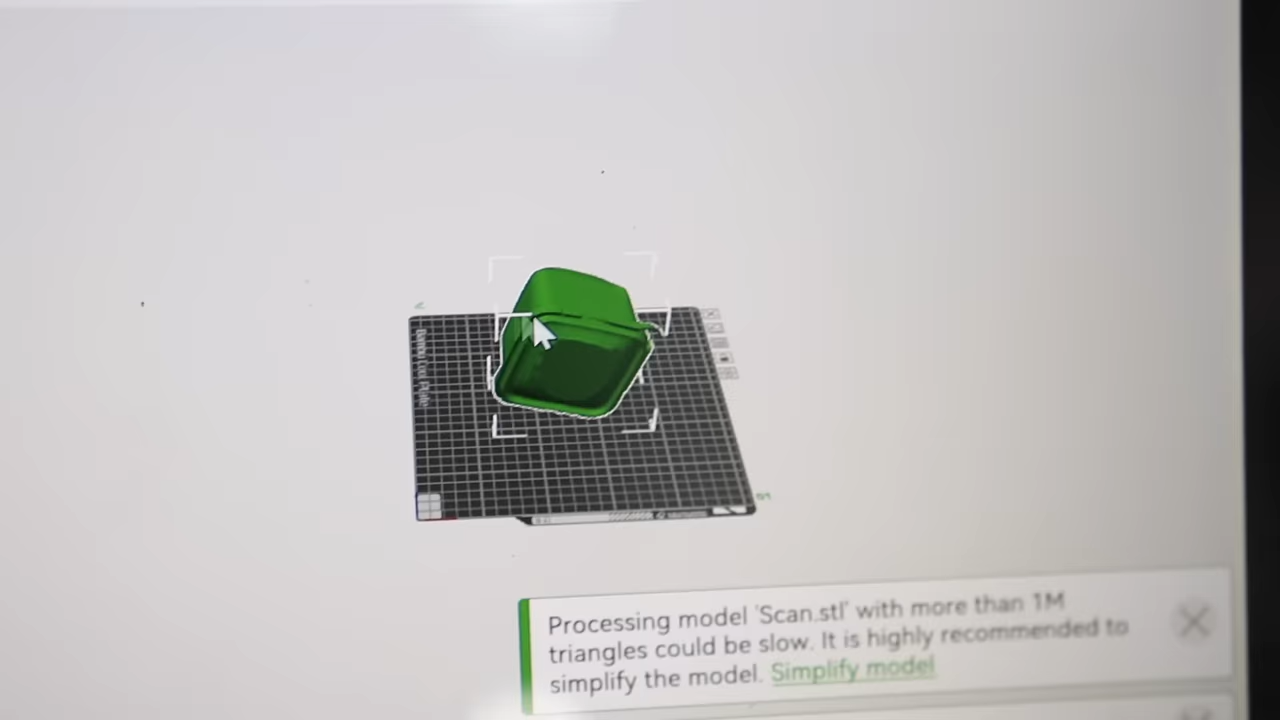 Processing model 'Scan.stl' with more than 1M
triangles could be slow. It is highly recommended to
simplify the model. Simplify model